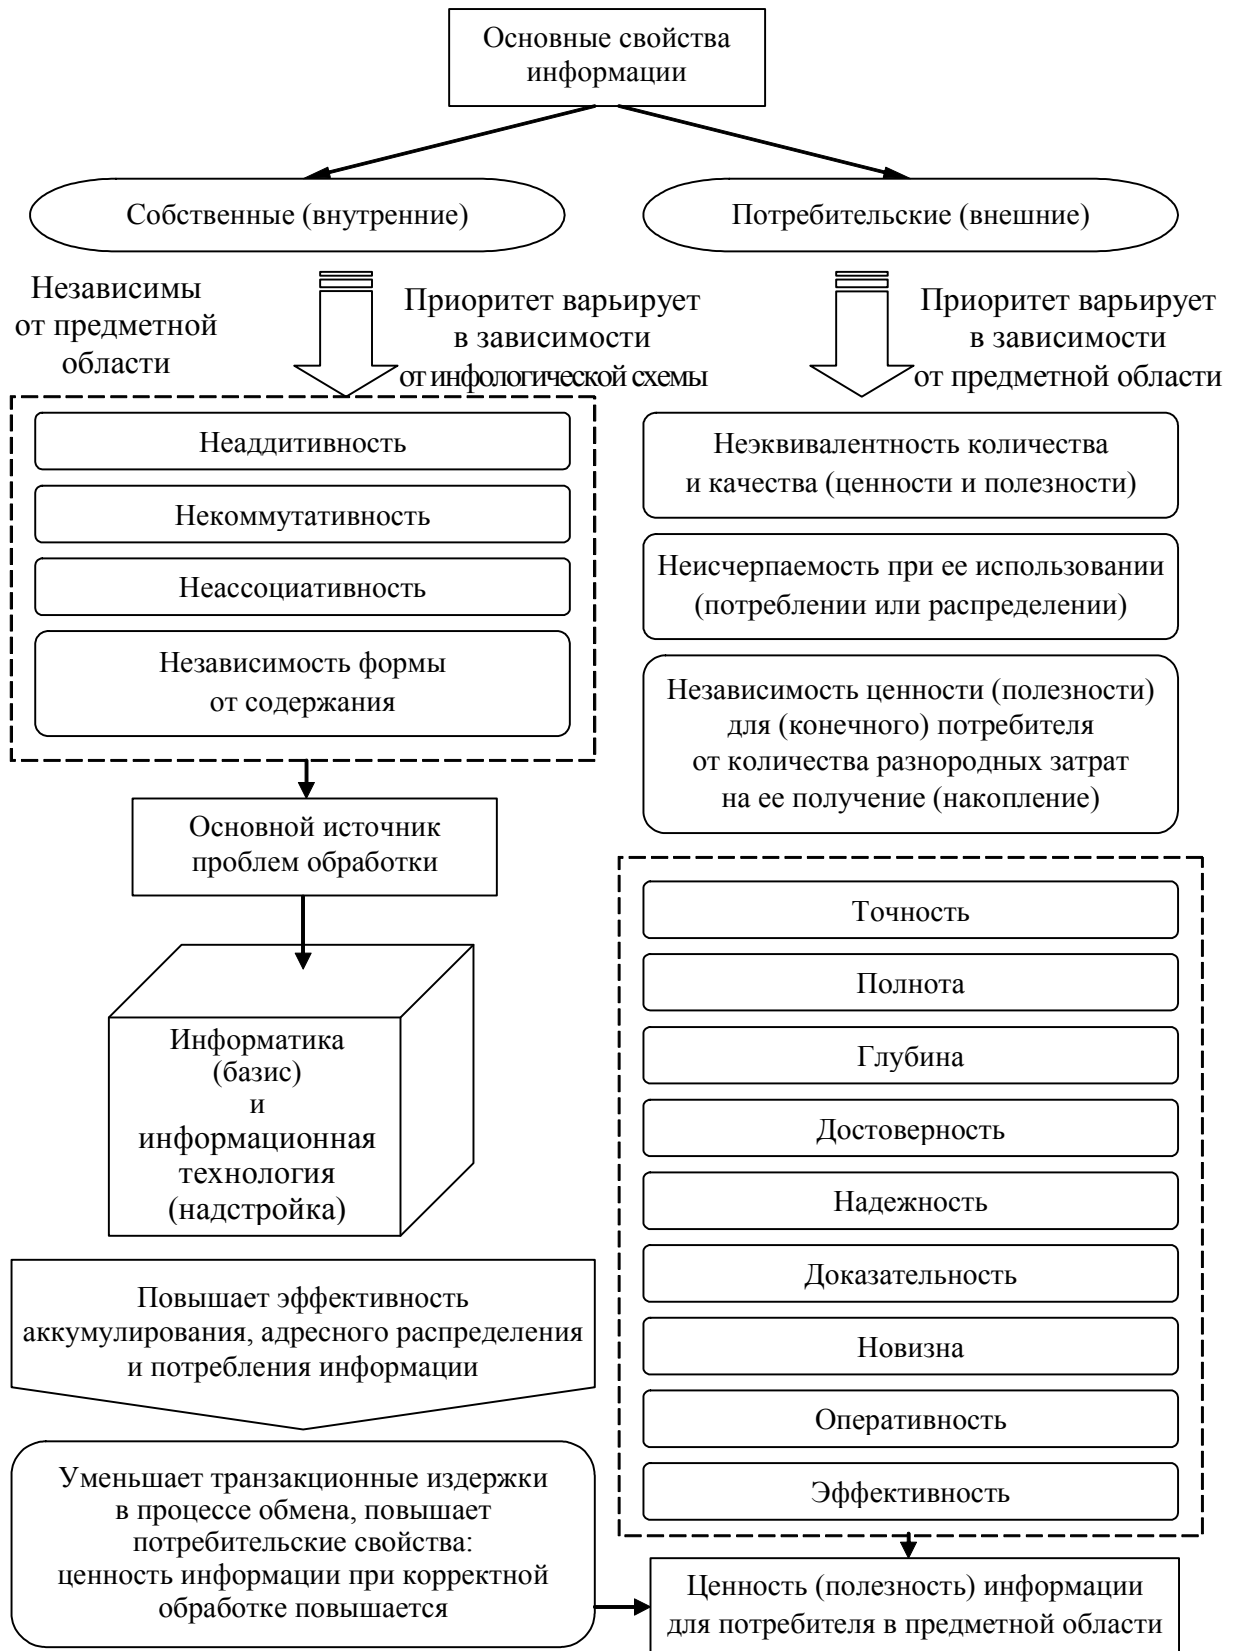 Основные свойства
информации
Собственные (внутренние)
Потребительские (внешние)
Независимы
от предметной
области
Приоритет варьирует
в зависимости
от инфологической схемы
Приоритет варьирует
в зависимости
от предметной области
Неаддитивность
Некоммутативность
Неассоциативность
Независимость формы
от содержания
Основной источник
проблем обработки
Информатика
(базис)
и
информационная
технология
(надстройка)
Повышает эффективность
аккумулирования, адресного распределения
и потребления информации
Уменьшает транзакционные издержки
в процессе обмена, повышает
потребительские свойства:
ценность информации при корректной
обработке повышается
Неэквивалентность количества
и качества (ценности и полезности)
Неисчерпаемость при ее использовании
(потреблении или распределении)
Независимость ценности (полезности)
для (конечного) потребителя
от количества разнородных затрат
на ее получение (накопление)
Точность
Полнота
Глубина
Достоверность
Надежность
Доказательность
Новизна
Оперативность
Эффективность
Ценность (полезность) информации
для потребителя в предметной области